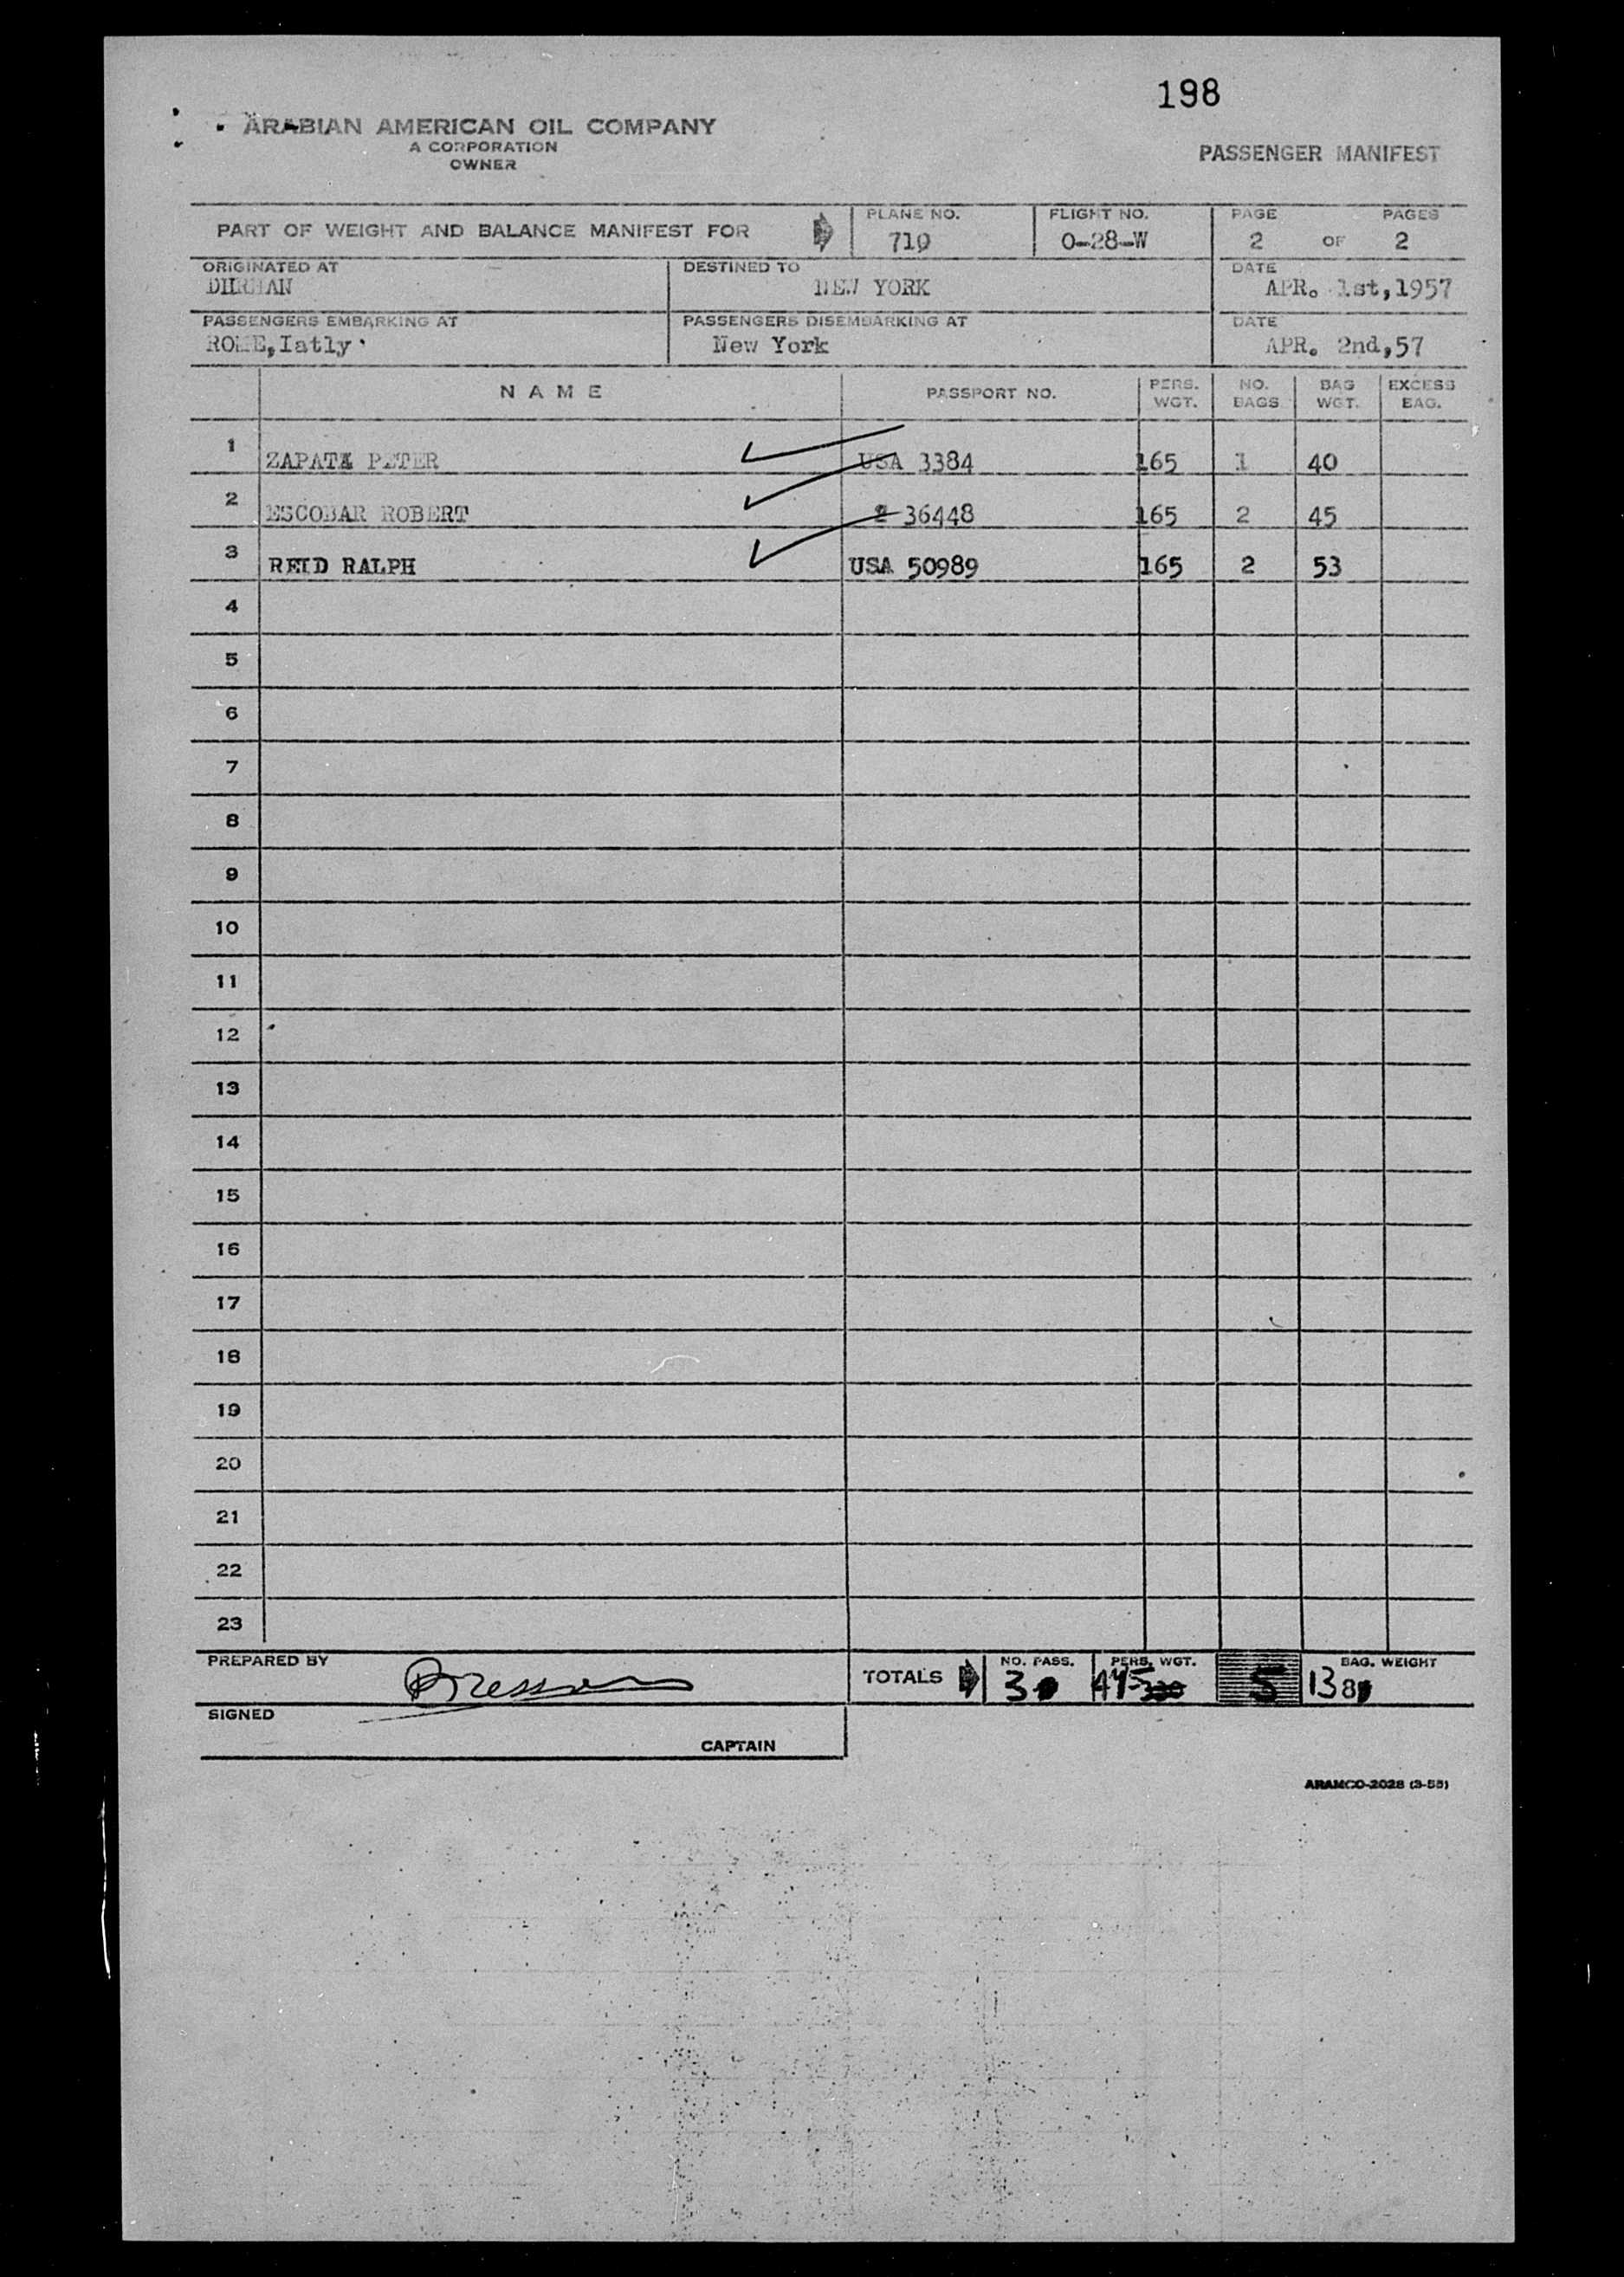 198
ARABIAN AMERICAN OIL COMPANY
A CORPORATION
OWNER
PASSENGER MANIFEST
PART OF WEIGHT AND BALANCE MANIFEST FOR
PLANE NO.
719
FLIGHT NO.
O-28-W
PAGE 2 OF PAGES 2
ORIGINATED AT
DESTINED TO
NEW YORK
DATE
APR. 1st,1957
PASSENGERS EMBARKING AT
ROME,Iatly
PASSENGERS DISEMBARKING AT
New York
DATE
APR. 2nd,57
NAME PASSPORT NO. PERS. WGT. NO. BAGS BAG WGT. EXCESS BAG.
1 ZAPATA PETER USA 3384 165 1 40
2 ESCOBAR ROBERT 36448 165 2 45
3 REID RALPH USA 50989 165 2 53
4
5
6
7
8
9
10
11
12
13
14
15
16
17
18
19
20
21
22
23
PREPARED BY
TOTALS
NO. PASS.
3
PERS. WGT.
5
BAG. WEIGHT
138
SIGNED
CAPTAIN
ARAMCO-2028 (3-55)